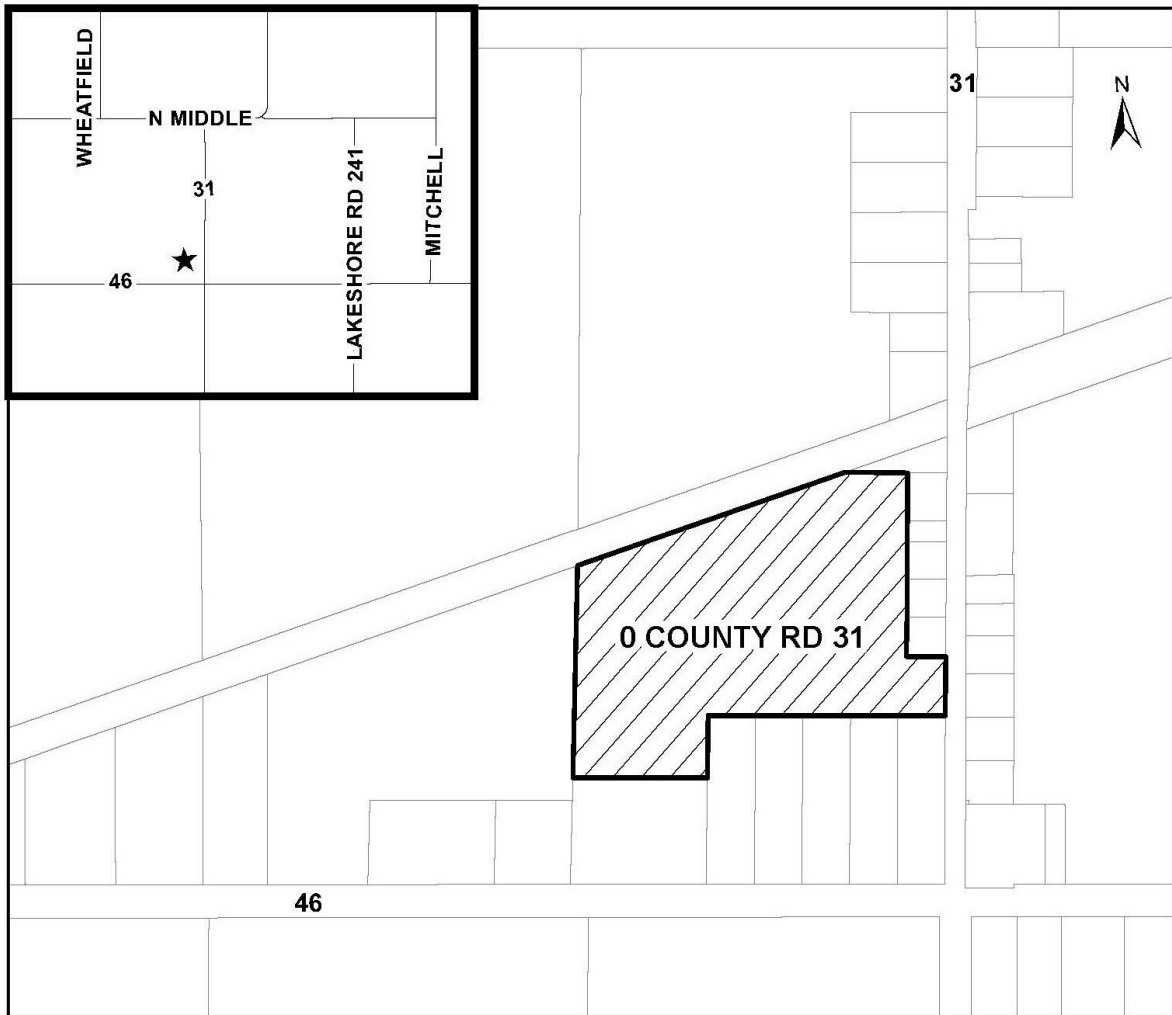 WHEATFIELD
N MIDDLE
31
LAKESHORE RD 241
MITCHELL
46
31
N
0 COUNTY RD 31
46